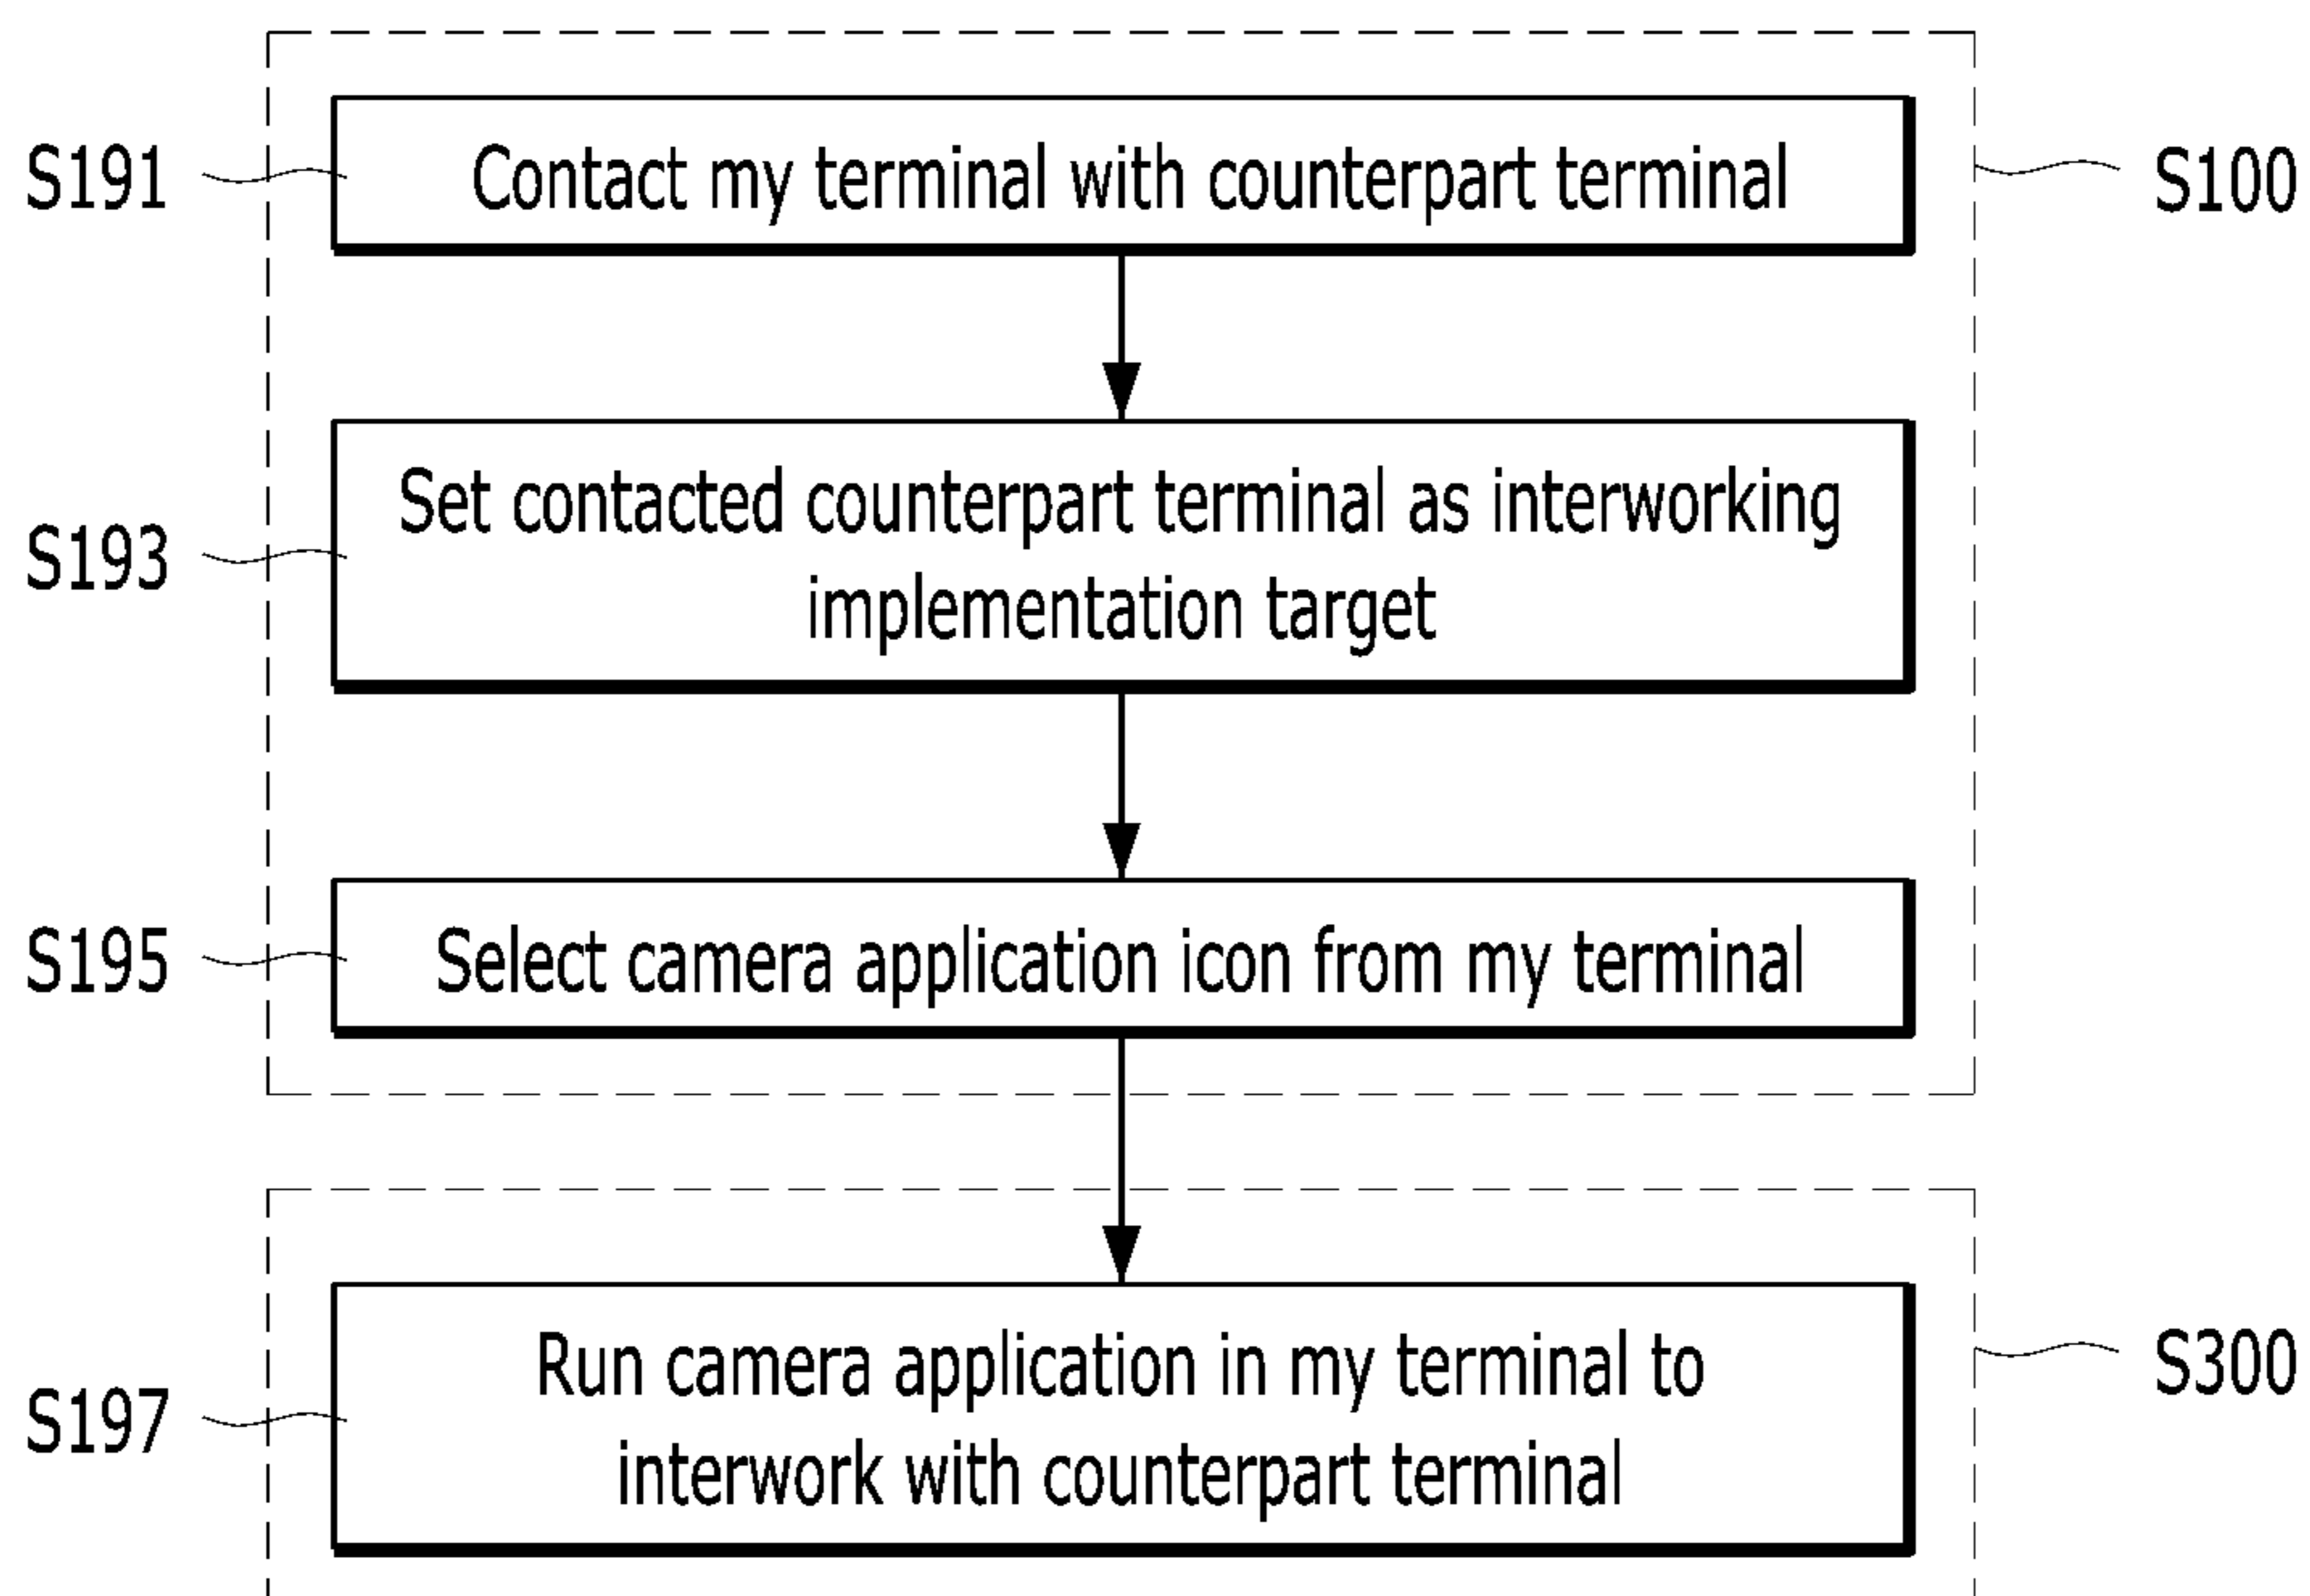 S191
Contact my terminal with counterpart terminal
S100
S193
Set contacted counterpart terminal as interworking
implementation target
S195
Select camera application icon from my terminal
S197
Run camera application in my terminal to
interwork with counterpart terminal
S300